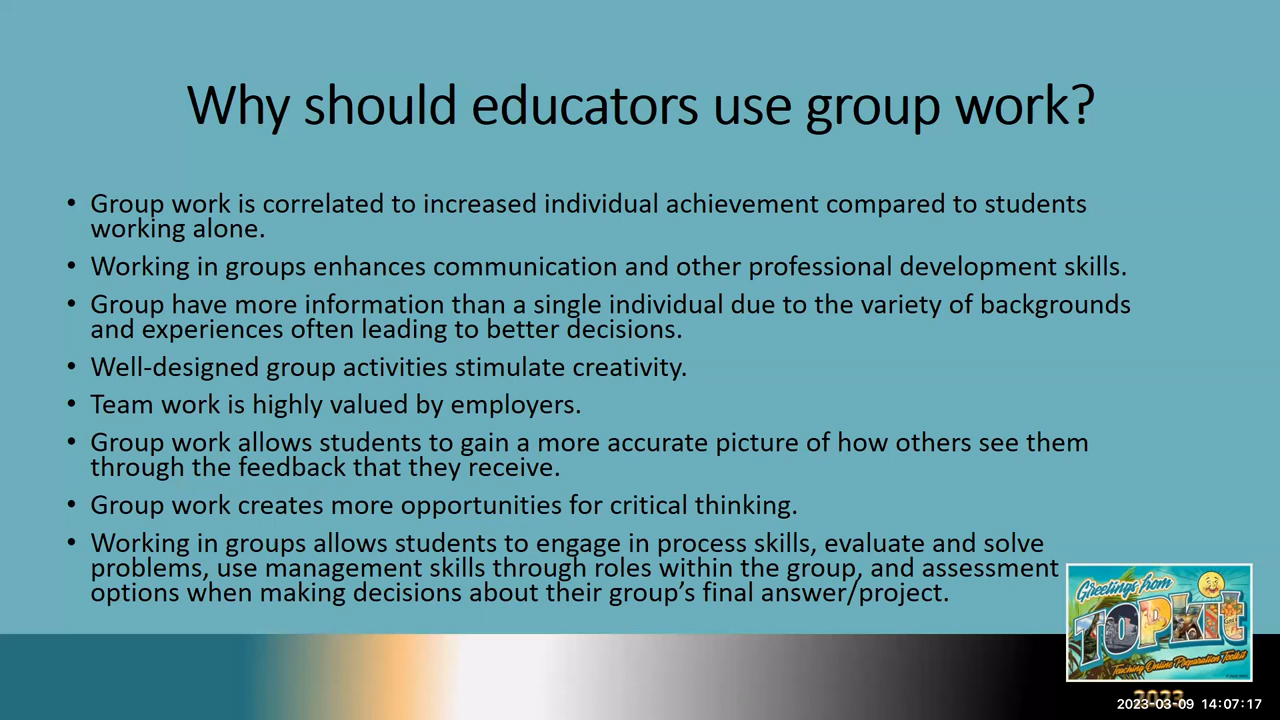 Why should educators use group work?
• Group work is correlated to increased individual achievement compared to students
working alone.
• Working in groups enhances communication and other professional development skills.
• Group have more information than a single individual due to the variety of backgrounds
and experiences often leading to better decisions.
• Well-designed group activities stimulate creativity.
• Team work is highly valued by employers.
• Group work allows students to gain a more accurate picture of how others see them
through the feedback that they receive.
• Group work creates more opportunities for critical thinking.
• Working in groups allows students to engage in process skills, evaluate and solve
problems, use management skills through roles within the group, and assessment
options when making decisions about their group’s final answer/project.
Greetings from
TOPkit
Teaching Online Preparation Toolkit
2023
2023-03-09 14:07:17